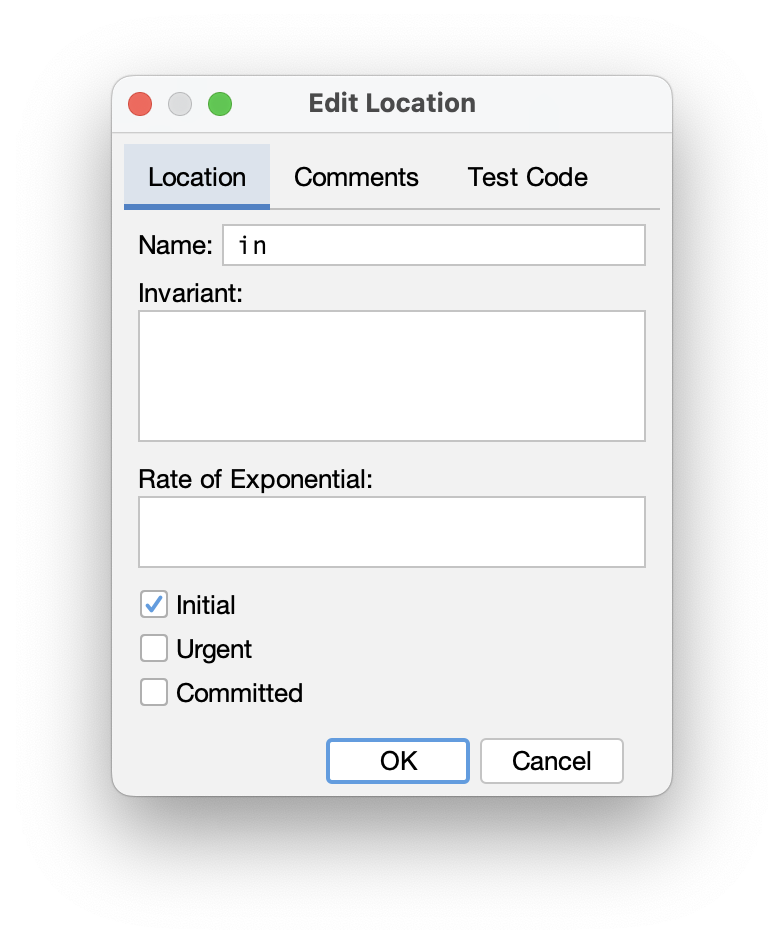 Edit Location
Location Comments Test Code
Name: in
Invariant:
Rate of Exponential:
Initial
Urgent
Committed
OK Cancel